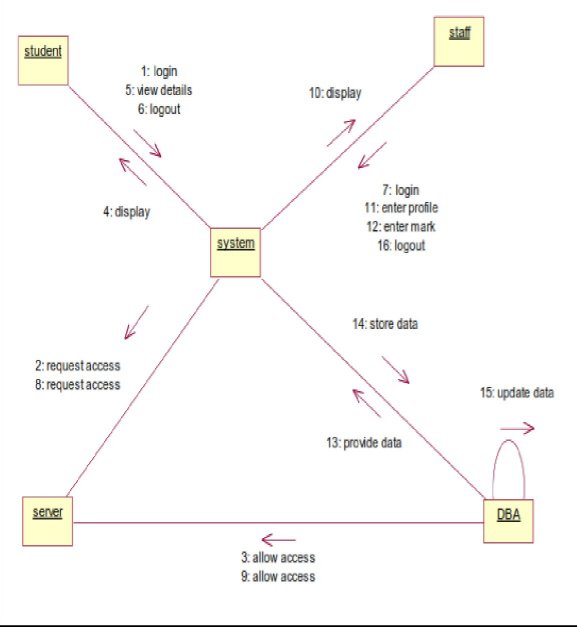 student
staff
1: login
5: view details
6: logout
10: display
4: display
7: login
11: enter profile
12: enter mark
16: logout
system
14: store data
2: request access
8: request access
15: update data
13: provide data
server
DBA
3: allow access
9: allow access